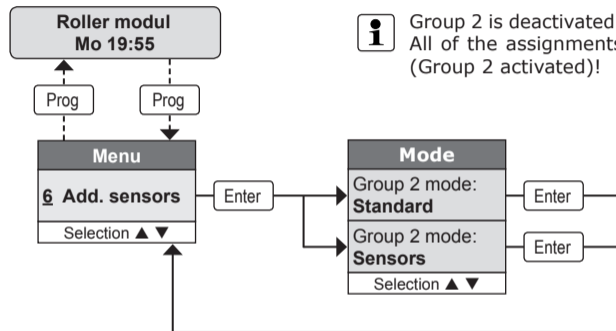 Roller modul
Mo 19:55
Group 2 is deactivated
All of the assignments
(Group 2 activated)!
Prog
Prog
Menu
6 Add. sensors
Selection ▲ ▼
Enter
Mode
Group 2 mode:
Standard
Group 2 mode:
Sensors
Selection ▲ ▼
Enter
Enter